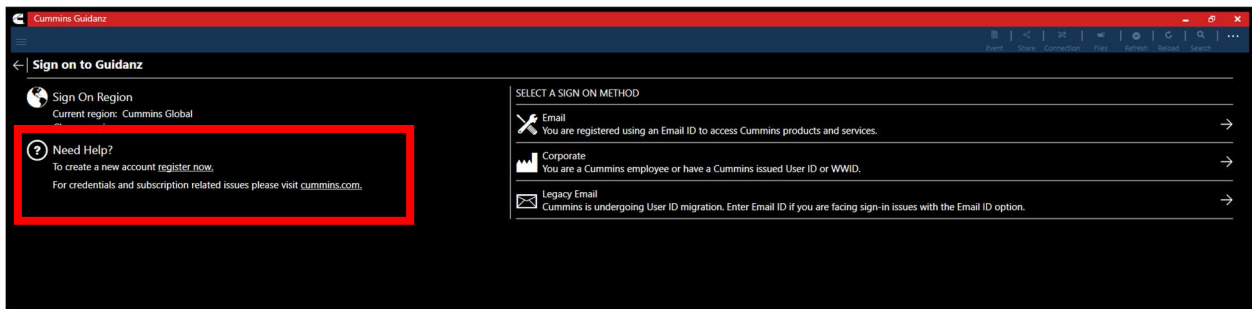 Cummins Guidanz
Event
Share
Connection
Files
Refresh
Reload
Search
Sign on to Guidanz
Sign On Region
Current region: Cummins Global
Need Help?
To create a new account register now.
For credentials and subscription related issues please visit cummins.com.
SELECT A SIGN ON METHOD
Email
You are registered using an Email ID to access Cummins products and services.
Corporate
You are a Cummins employee or have a Cummins issued User ID or WWID.
Legacy Email
Cummins is undergoing User ID migration. Enter Email ID if you are facing sign-in issues with the Email ID option.